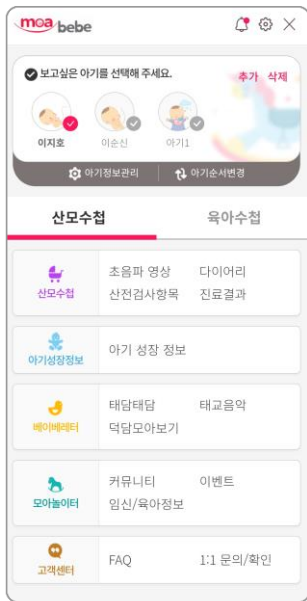 moa bebe
보고싶은 아기를 선택해 주세요. 추가 삭제
이지호 이순신 아기1
아기정보관리 아기순서변경
산모수첩 육아수첩
산모수첩 초음파 영상 다이어리
산전검사항목 진료결과
아기성장정보 아기 성장 정보
베이베레터 태담태담 태교음악
덕담모아보기
모아놀이터 커뮤니티 이벤트
임신/육아정보
고객센터 FAQ 1:1 문의/확인